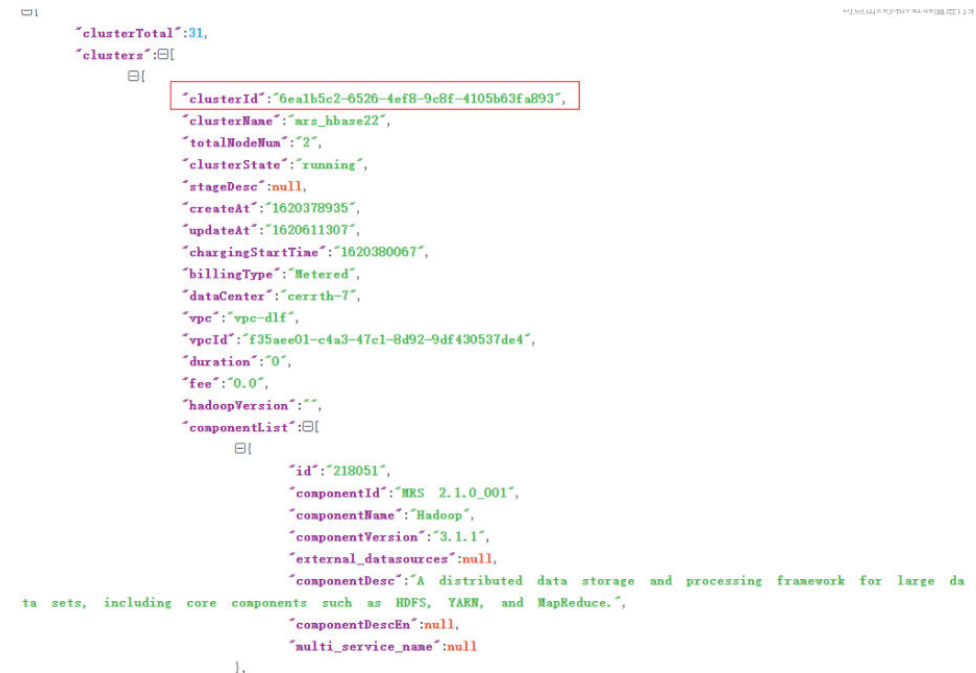 {
"clusterTotal":31,
"clusters":[
{
"clusterId":"6ea1b5c2-6526-4ef8-9c8f-4105b63fa893",
"clusterName":"mrs_hbase22",
"totalNodeNum":"2",
"clusterState":"running",
"stageDesc":null,
"createAt":"1620378935",
"updateAt":"1620611307",
"chargingStartTime":"1620380067",
"billingType":"Metered",
"dataCenter":"cerrth-7",
"vpc":"vpc-dlf",
"vpcId":"f35aee01-c4a3-47c1-8d92-9df430537de4",
"duration":"0",
"fee":"0.0",
"hadoopVersion":"",
"componentList":[
{
"id":"218051",
"componentId":"MRS 2.1.0_001",
"componentName":"Hadoop",
"componentVersion":"3.1.1",
"external_datasources":null,
"componentDesc":"A distributed data storage and processing framework for large da
ta sets, including core components such as HDFS, YARN, and MapReduce.",
"componentDescEn":null,
"multi_service_name":null
},